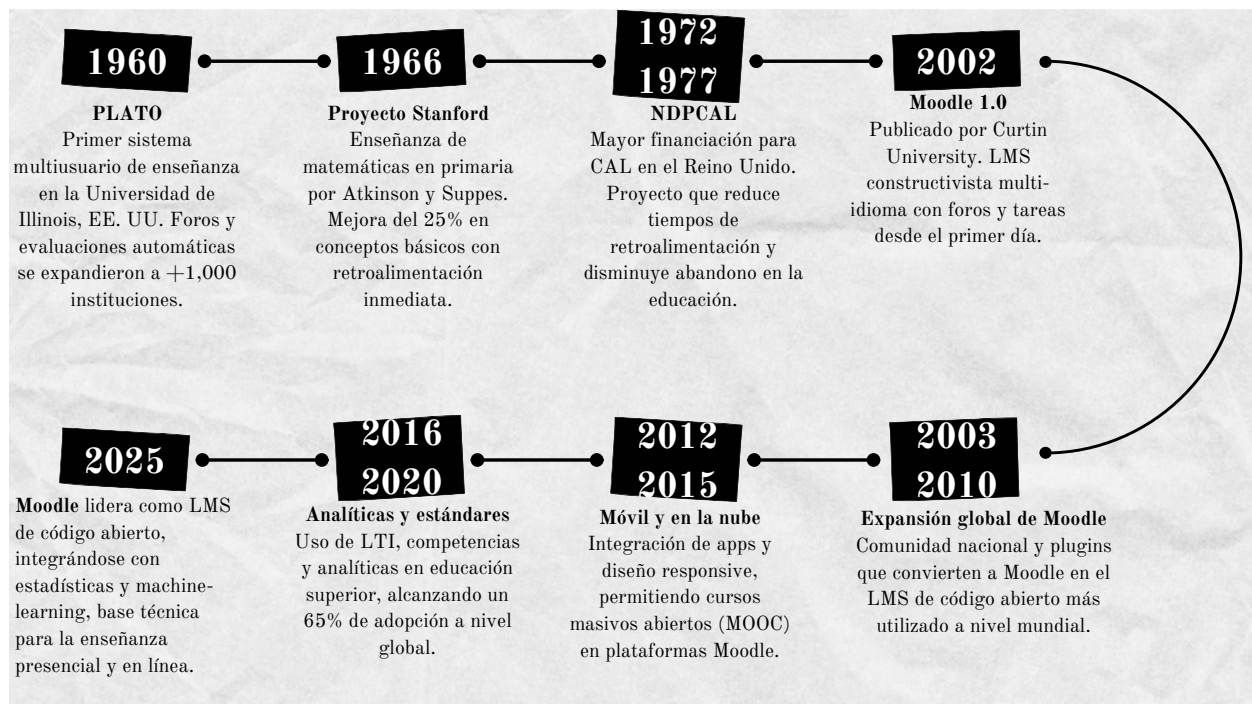 1960
PLATO
Primer sistema
multiusuario de enseñanza
en la Universidad de
Illinois, EE. UU. Foros y
evaluaciones automáticas
se expandieron a +1,000
instituciones.
1966
Proyecto Stanford
Enseñanza de
matemáticas en primaria
por Atkinson y Suppes.
Mejora del 25% en
conceptos básicos con
retroalimentación
inmediata.
1972
1977
NDPCAL
Mayor financiación para
CAL en el Reino Unido.
Proyecto que reduce
tiempos de
retroalimentación y
disminuye abandono en la
educación.
2002
Moodle 1.0
Publicado por Curtin
University. LMS
constructivista multi-
idioma con foros y tareas
desde el primer día.
2003
2010
Expansión global de Moodle
Comunidad nacional y plugins
que convierten a Moodle en el
LMS de código abierto más
utilizado a nivel mundial.
2012
2015
Móvil y en la nube
Integración de apps y
diseño responsive,
permitiendo cursos
masivos abiertos (MOOC)
en plataformas Moodle.
2016
2020
Analíticas y estándares
Uso de LTI, competencias
y analíticas en educación
superior, alcanzando un
65% de adopción a nivel
global.
2025
Moodle lidera como LMS
de código abierto,
integrándose con
estadísticas y machine-
learning, base técnica
para la enseñanza
presencial y en línea.